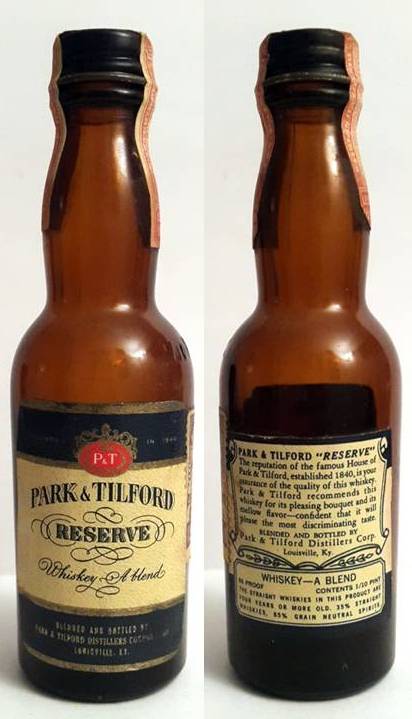 IN 1840
P&T
PARK & TILFORD
RESERVE
Whiskey-A blend
BLENDED AND BOTTLED BY
PARK & TILFORD DISTILLERS
LOUISVILLE, KY.
PARK & TILFORD "RESERVE"
The reputation of the famous House of
Park & Tilford, established 1840, is your
assurance of the quality of this whiskey.
Park & Tilford recommends this
whiskey for its pleasing bouquet and its
mellow flavor—confident that it will
please the most discriminating taste.
BLENDED AND BOTTLED BY
Park & Tilford Distillers Corp.
Louisville, Ky.
WHISKEY—A BLEND
86 PROOF CONTENTS 1/10 PINT
THE STRAIGHT WHISKIES IN THIS PRODUCT ARE
FOUR YEARS OR MORE OLD. 35% STRAIGHT
WHISKIES, 65% GRAIN NEUTRAL SPIRITS.